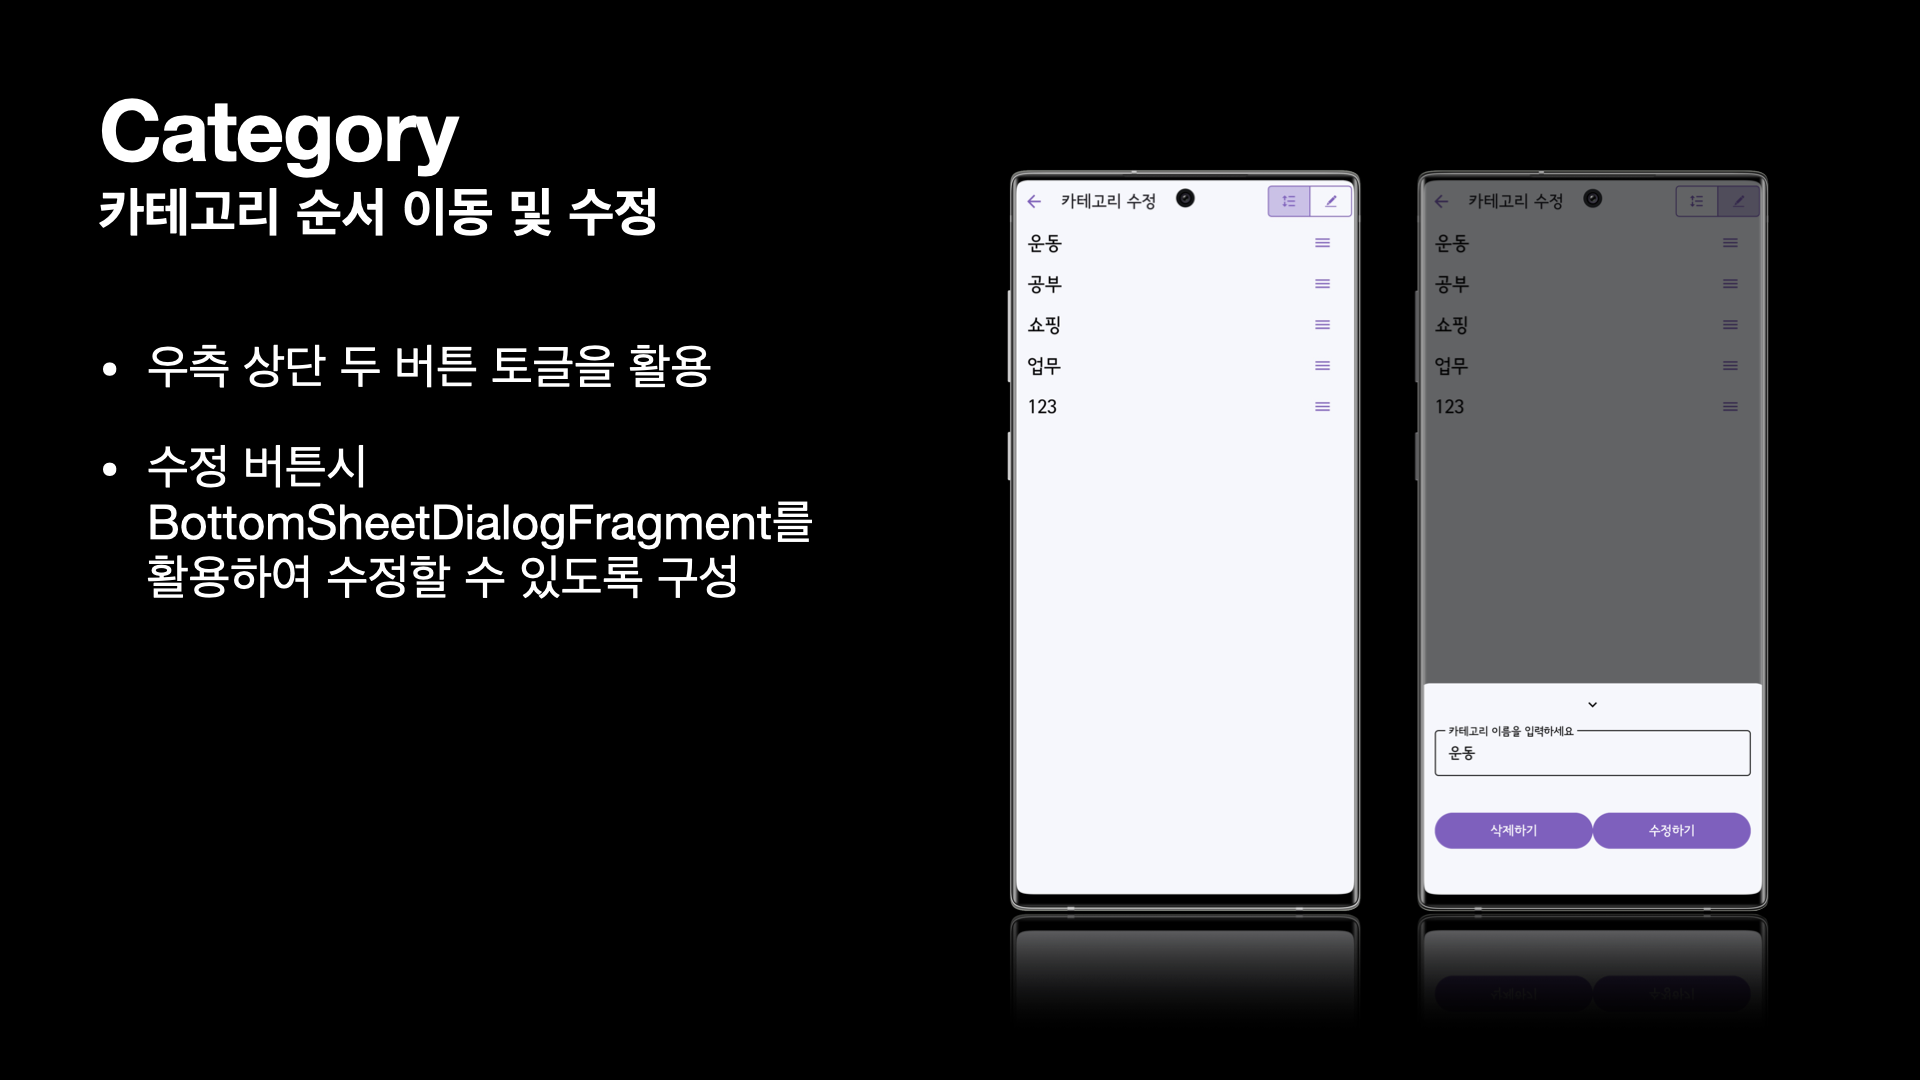 Category
카테고리 순서 이동 및 수정
• 우측 상단 두 버튼 토글을 활용
• 수정 버튼시
BottomSheetDialogFragment를
활용하여 수정할 수 있도록 구성
카테고리 수정
운동
공부
쇼핑
업무
123
카테고리 수정
운동
공부
쇼핑
업무
123
카테고리 이름을 입력하세요
운동
삭제하기
수정하기